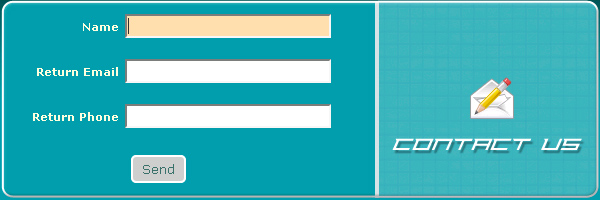 Name
Return Email
Return Phone
Send
CONTACT US